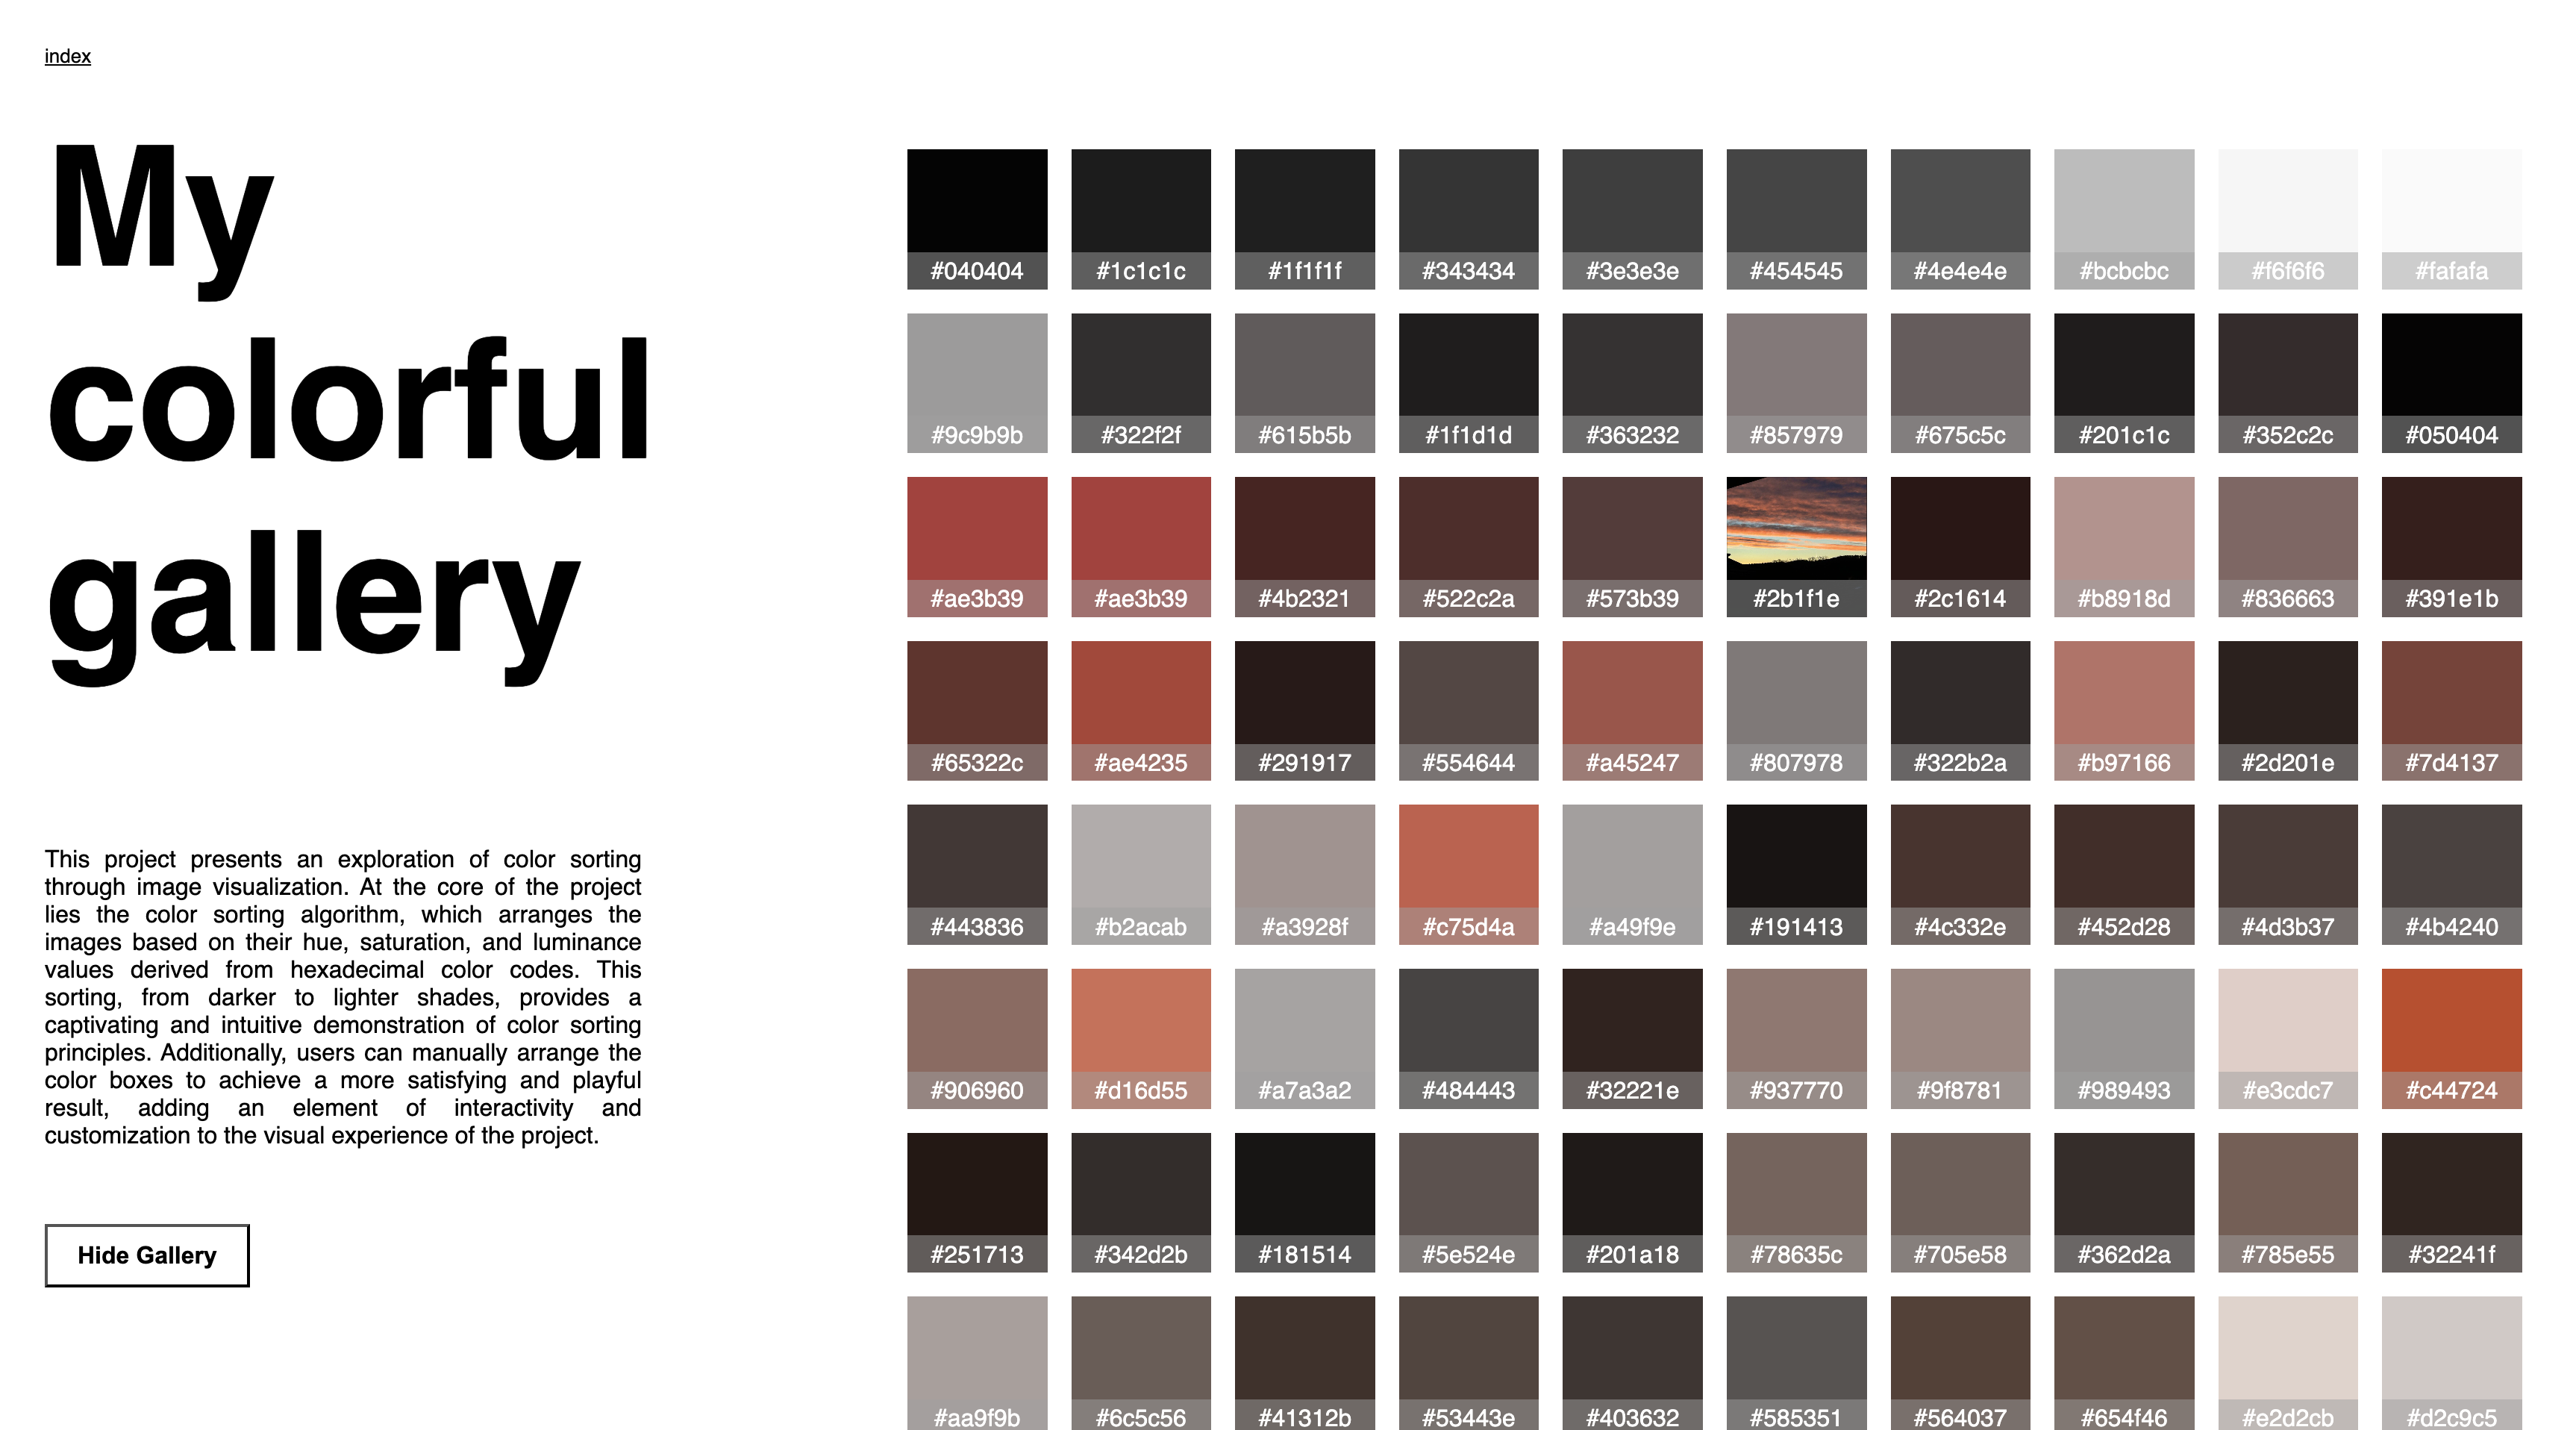 index
My
colorful
gallery
This project presents an exploration of color sorting
through image visualization. At the core of the project
lies the color sorting algorithm, which arranges the
images based on their hue, saturation, and luminance
values derived from hexadecimal color codes. This
sorting, from darker to lighter shades, provides a
captivating and intuitive demonstration of color sorting
principles. Additionally, users can manually arrange the
color boxes to achieve a more satisfying and playful
result, adding an element of interactivity and
customization to the visual experience of the project.
Hide Gallery
#040404 #1c1c1c #1f1f1f #343434 #3e3e3e #454545 #4e4e4e #bcbcbc #f6f6f6 #fafafa
#9c9b9b #322f2f #615b5b #1f1d1d #363232 #857979 #675c5c #201c1c #352c2c #050404
#ae3b39 #ae3b39 #4b2321 #522c2a #573b39 #2b1f1e #2c1614 #b8918d #836663 #391e1b
#65322c #ae4235 #291917 #554644 #a45247 #807978 #322b2a #b97166 #2d201e #7d4137
#443836 #b2acab #a3928f #c75d4a #a49f9e #191413 #4c332e #452d28 #4d3b37 #4b4240
#906960 #d16d55 #a7a3a2 #484443 #32221e #937770 #9f8781 #989493 #e3cdc7 #c44724
#251713 #342d2b #181514 #5e524e #201a18 #78635c #705e58 #362d2a #785e55 #32241f
#aa9f9b #6c5c56 #41312b #53443e #403632 #585351 #564037 #654f46 #e2d2cb #d2c9c5